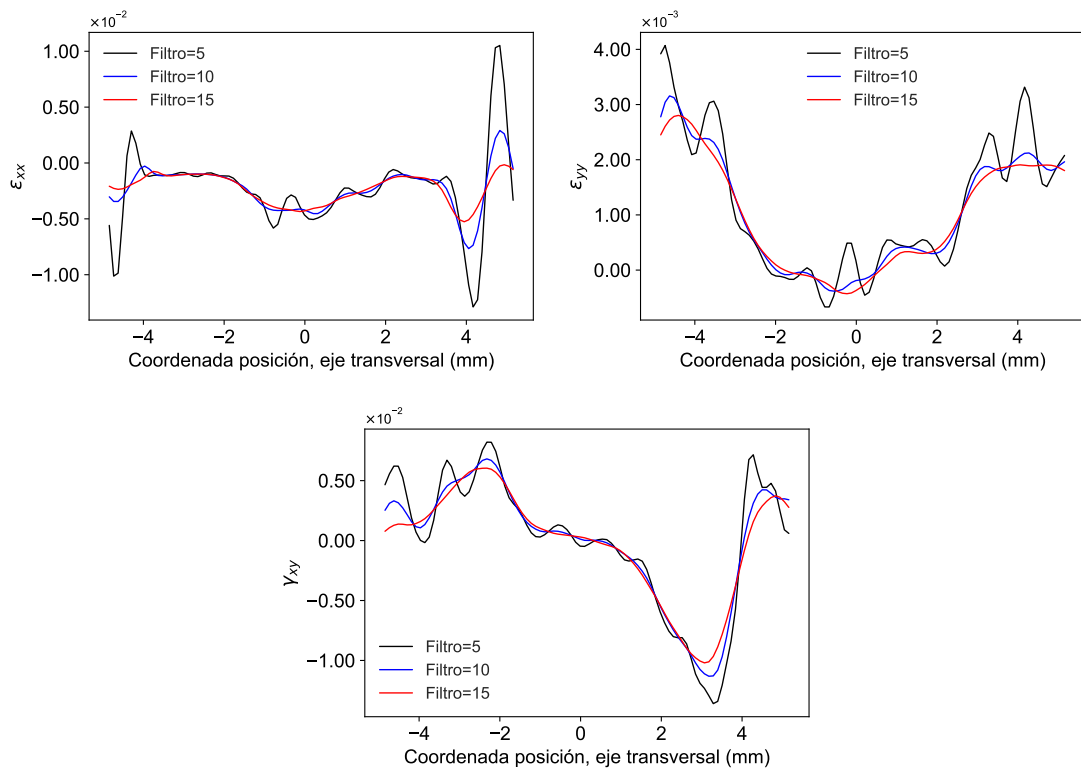 ×10⁻²
1.00
0.50
0.00
−0.50
−1.00
εxx
Filtro=5
Filtro=10
Filtro=15
−4
−2
0
2
4
Coordenada posición, eje transversal (mm)
×10⁻³
4.00
3.00
2.00
1.00
0.00
εyy
Filtro=5
Filtro=10
Filtro=15
−4
−2
0
2
4
Coordenada posición, eje transversal (mm)
×10⁻²
0.50
0.00
−0.50
−1.00
γxy
Filtro=5
Filtro=10
Filtro=15
−4
−2
0
2
4
Coordenada posición, eje transversal (mm)